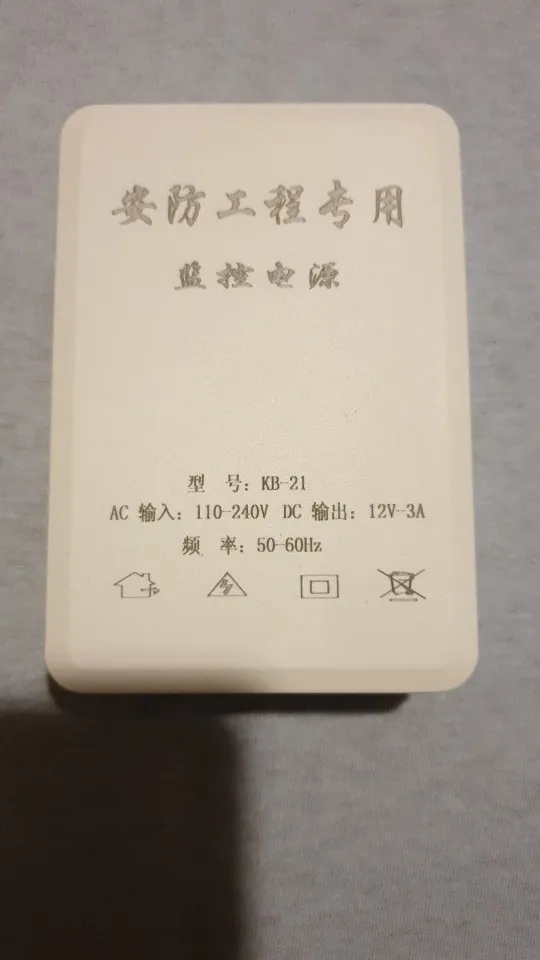 安防工程专用
监控电源
型 号：KB-21
AC 输入：110-240V DC 输出：12V-3A
频 率：50-60Hz